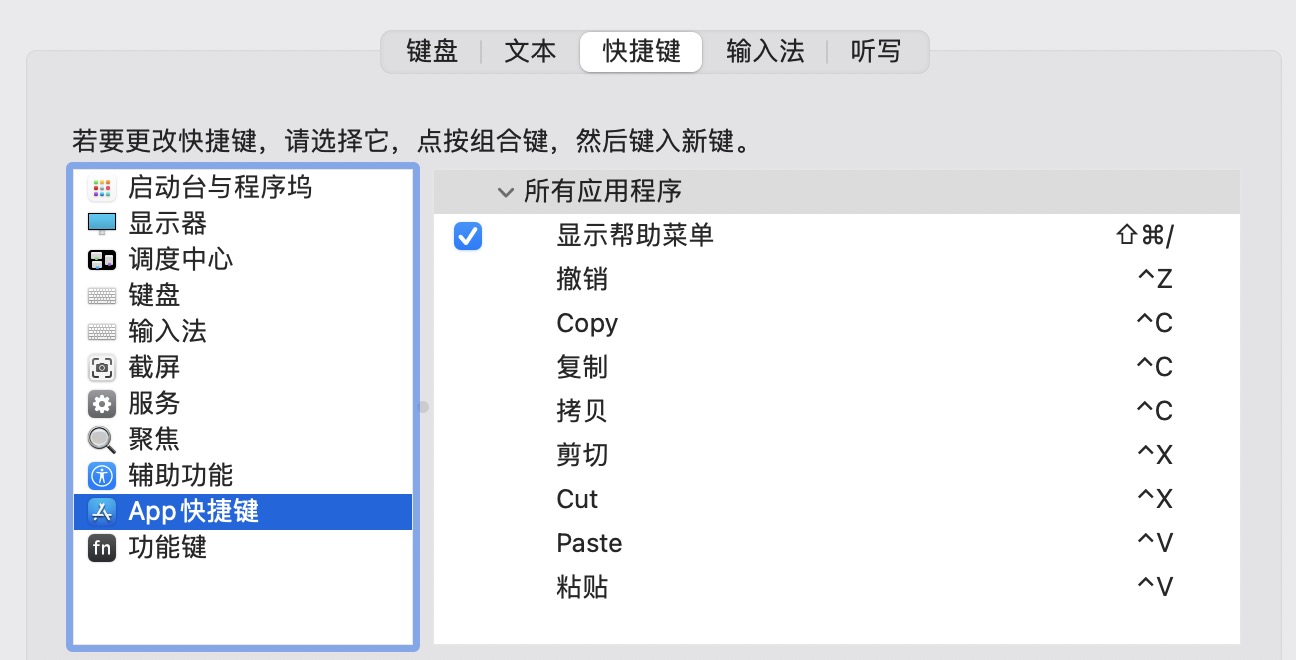 键盘 文本 快捷键 输入法 听写
若要更改快捷键，请选择它，点按组合键，然后键入新键。
启动台与程序坞
显示器
调度中心
键盘
输入法
截屏
服务
聚焦
辅助功能
App快捷键
fn 功能键
所有应用程序
显示帮助菜单 ⇧⌘/
撤销 ^Z
Copy ^C
复制 ^C
拷贝 ^C
剪切 ^X
Cut ^X
Paste ^V
粘贴 ^V